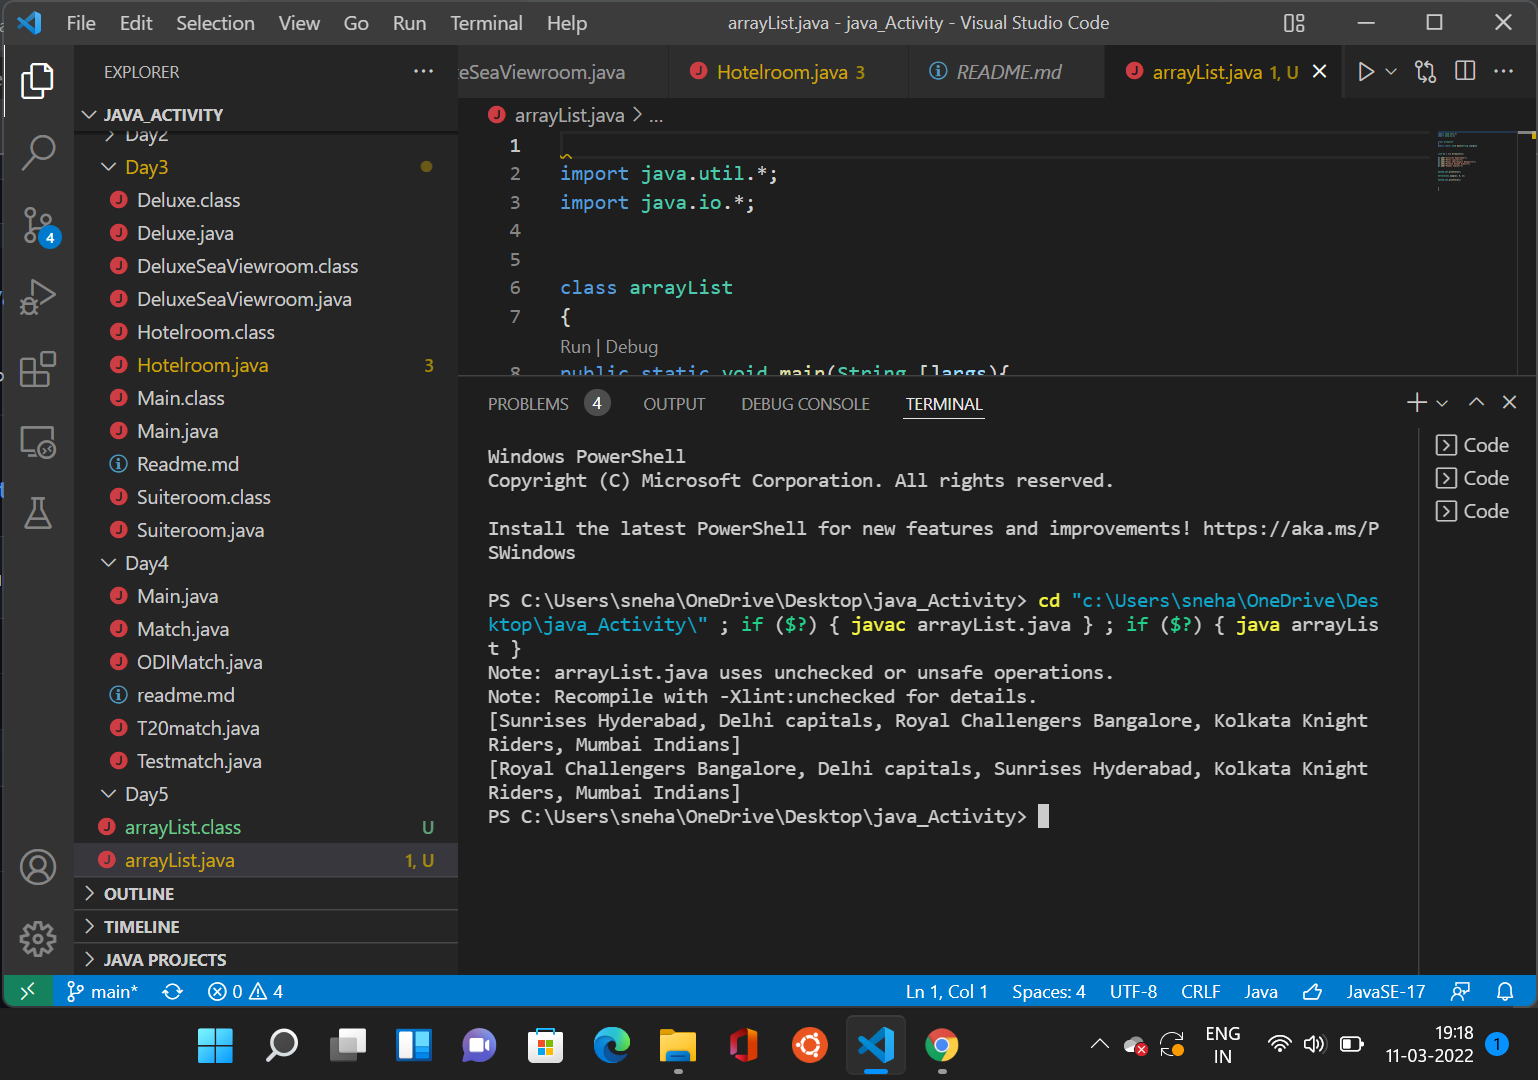 File Edit Selection View Go Run Terminal Help
arrayList.java - java_Activity - Visual Studio Code
EXPLORER
JAVA_ACTIVITY
Day2
Day3
Deluxe.class
Deluxe.java
DeluxeSeaViewroom.class
DeluxeSeaViewroom.java
Hotelroom.class
Hotelroom.java 3
Main.class
Main.java
Readme.md
Suiteroom.class
Suiteroom.java
Day4
Main.java
Match.java
ODIMatch.java
readme.md
T20match.java
Testmatch.java
Day5
arrayList.class U
arrayList.java 1, U
OUTLINE
TIMELINE
JAVA PROJECTS
4
eSeaViewroom.java Hotelroom.java 3 README.md arrayList.java 1, U
arrayList.java > ...
1
2 import java.util.*;
3 import java.io.*;
4
5
6 class arrayList
7 {
Run | Debug
8 public static void main(String []args){
PROBLEMS 4 OUTPUT DEBUG CONSOLE TERMINAL
Windows PowerShell
Copyright (C) Microsoft Corporation. All rights reserved.
Install the latest PowerShell for new features and improvements! https://aka.ms/P
SWindows
PS C:\Users\sneha\OneDrive\Desktop\java_Activity> cd "c:\Users\sneha\OneDrive\Des
ktop\java_Activity\" ; if ($?) { javac arrayList.java } ; if ($?) { java arrayLis
t }
Note: arrayList.java uses unchecked or unsafe operations.
Note: Recompile with -Xlint:unchecked for details.
[Sunrises Hyderabad, Delhi capitals, Royal Challengers Bangalore, Kolkata Knight
Riders, Mumbai Indians]
[Royal Challengers Bangalore, Delhi capitals, Sunrises Hyderabad, Kolkata Knight
Riders, Mumbai Indians]
PS C:\Users\sneha\OneDrive\Desktop\java_Activity>
Code
Code
Code
main* 0 4 Ln 1, Col 1 Spaces: 4 UTF-8 CRLF Java JavaSE-17
ENG
IN
19:18
11-03-2022
1